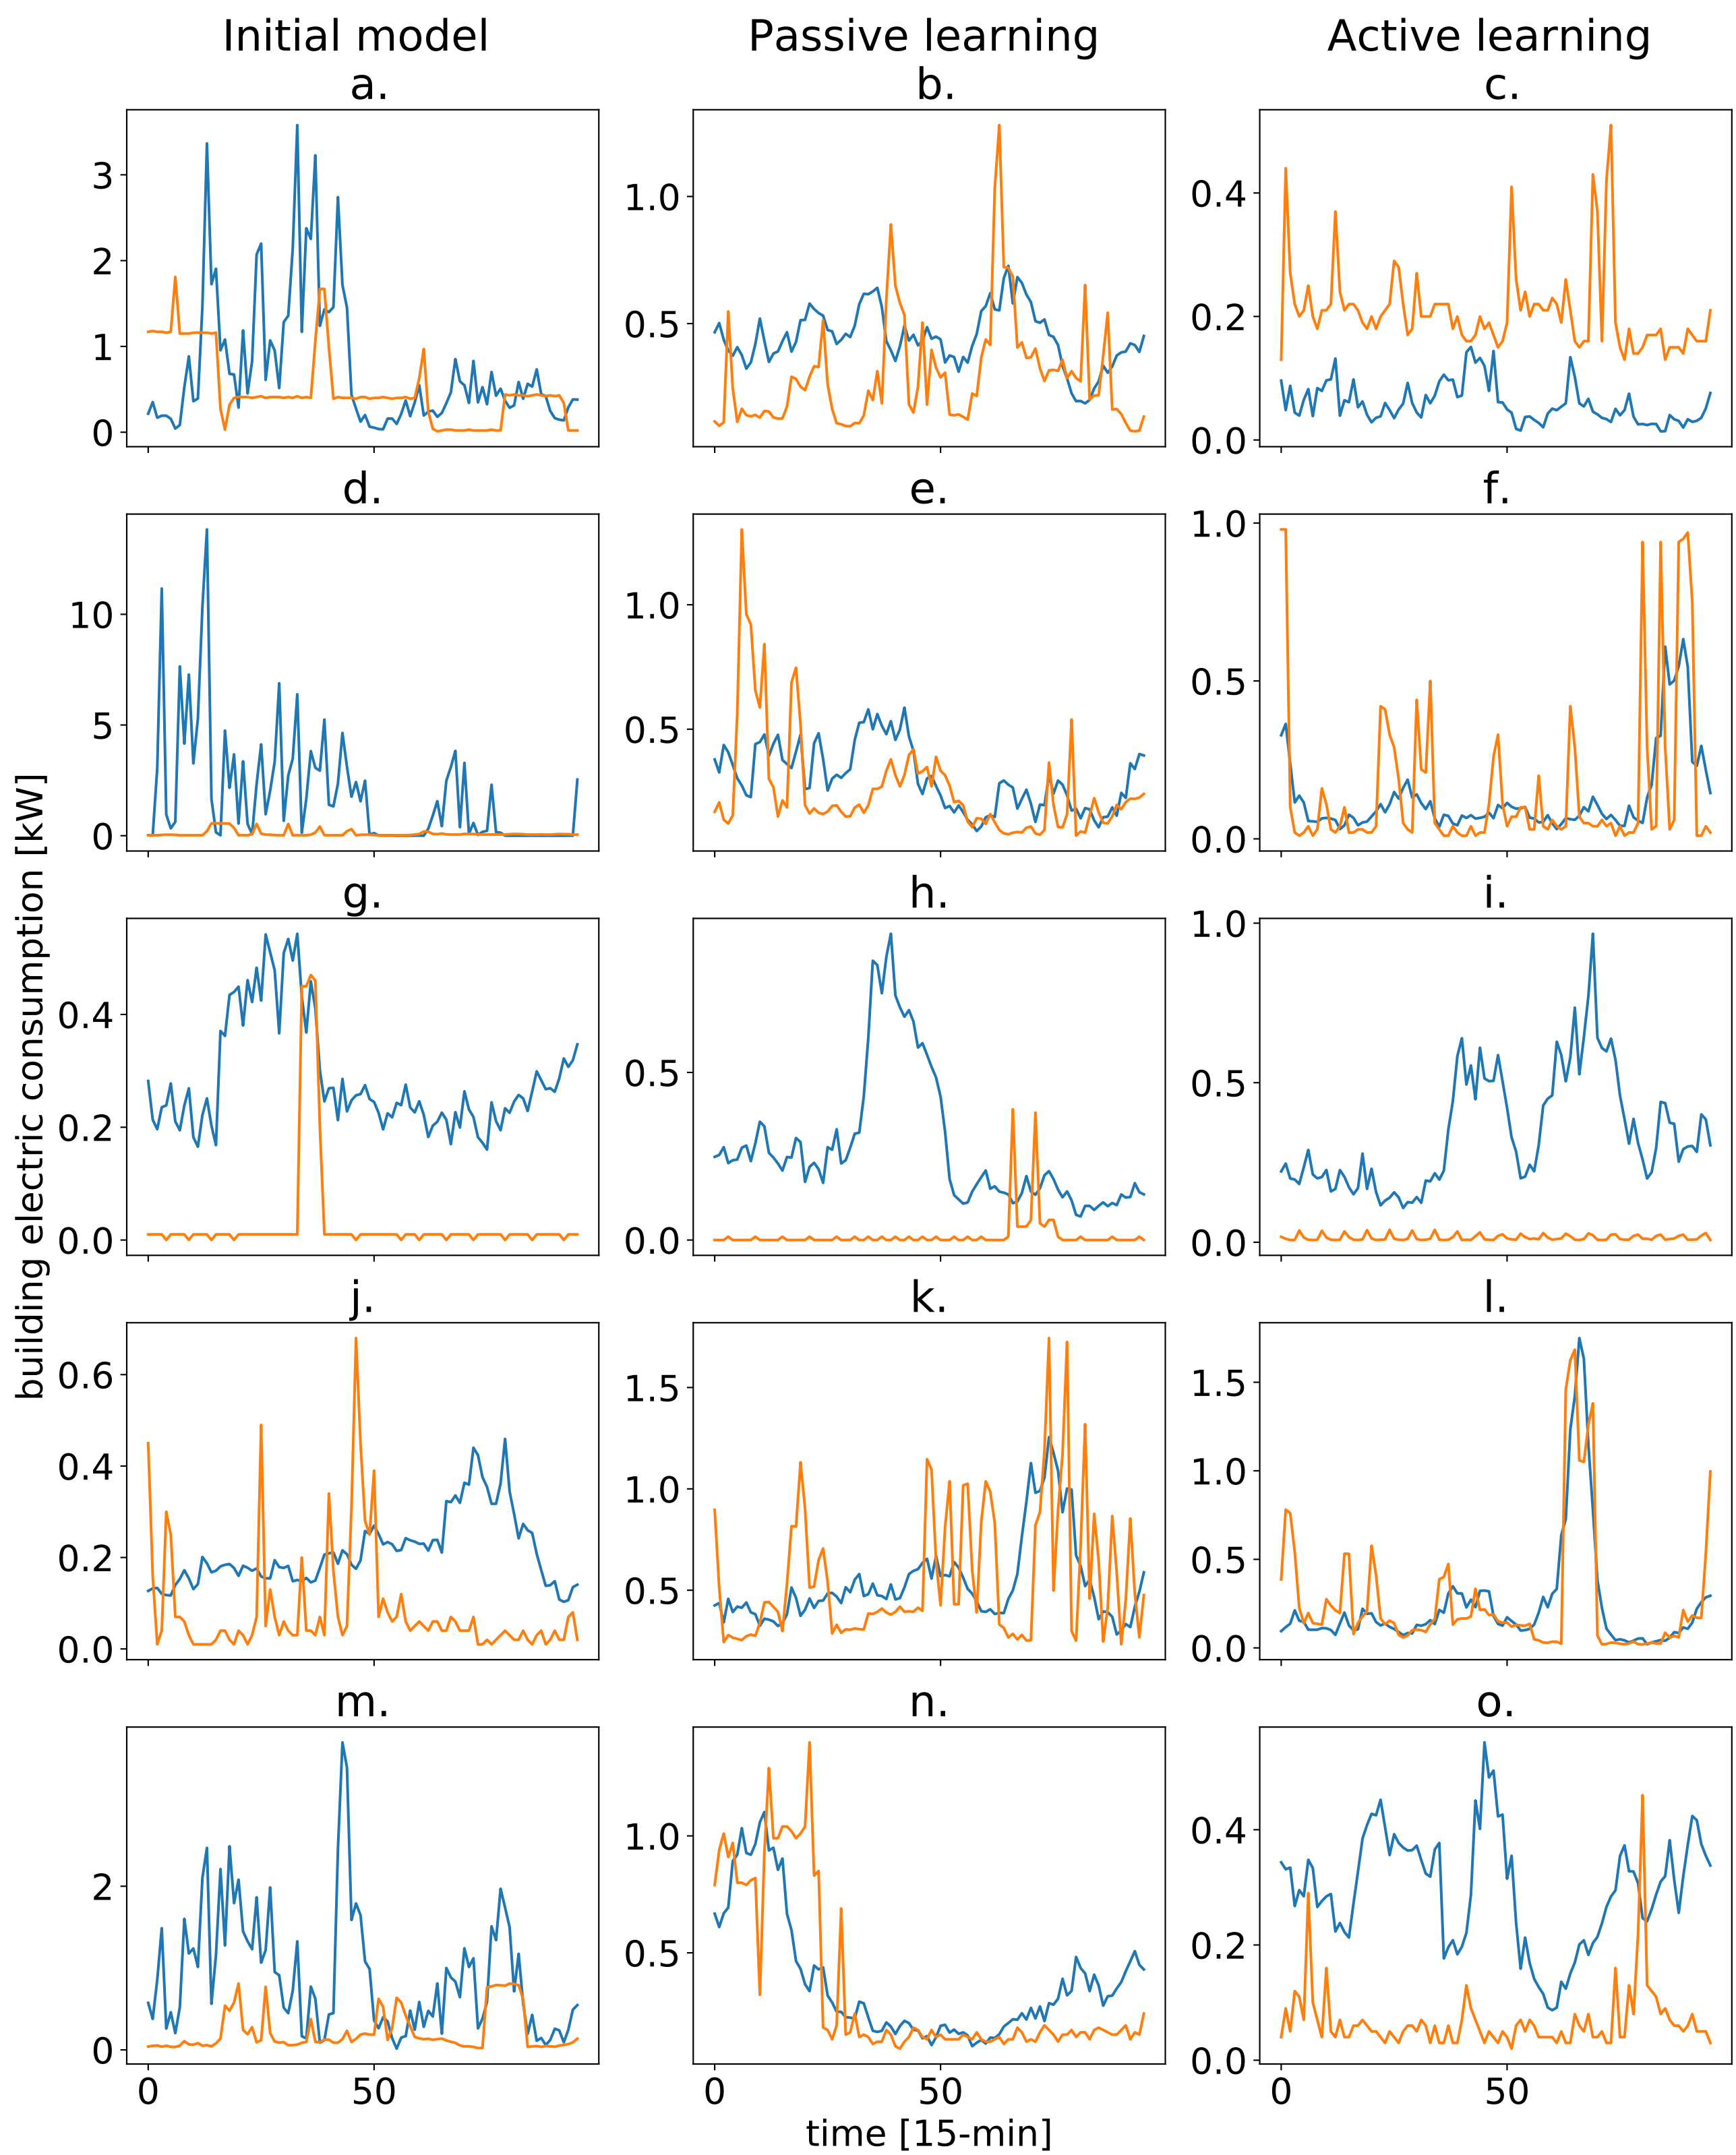 Initial model
Passive learning
Active learning
a.
b.
c.
3
2
1
0
1.0
0.5
0.4
0.2
0.0
d.
e.
f.
10
5
0
1.0
0.5
1.0
0.5
0.0
g.
h.
i.
0.4
0.2
0.0
0.5
0.0
1.0
0.5
0.0
j.
k.
l.
0.6
0.4
0.2
0.0
1.5
1.0
0.5
1.5
1.0
0.5
0.0
m.
n.
o.
2
0
1.0
0.5
0.4
0.2
0.0
0 50
0 50
0 50
time [15-min]
building electric consumption [kW]